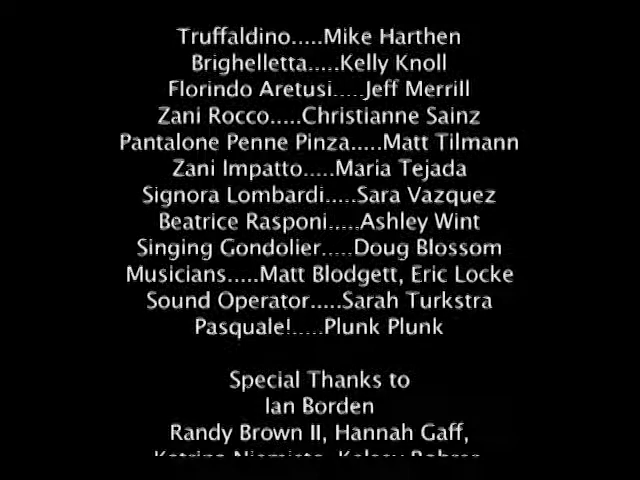 Truffaldino.....Mike Harthen
Brighelletta.....Kelly Knoll
Florindo Aretusi.....Jeff Merrill
Zani Rocco.....Christianne Sainz
Pantalone Penne Pinza.....Matt Tilmann
Zani Impatto.....Maria Tejada
Signora Lombardi.....Sara Vazquez
Beatrice Rasponi.....Ashley Wint
Singing Gondolier.....Doug Blossom
Musicians.....Matt Blodgett, Eric Locke
Sound Operator.....Sarah Turkstra
Pasquale!.....Plunk Plunk
Special Thanks to
Ian Borden
Randy Brown II, Hannah Gaff,